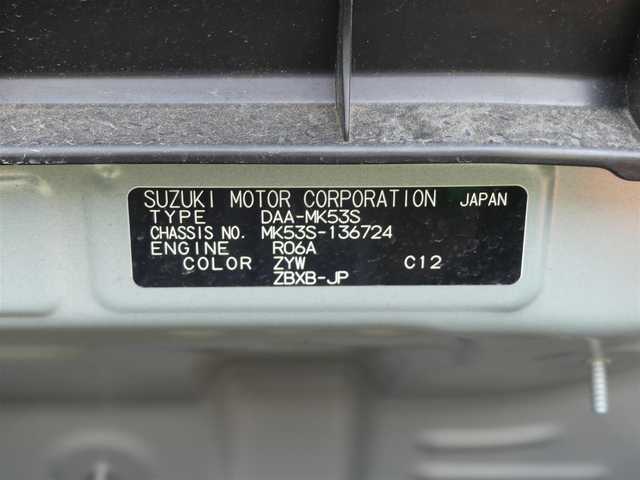 SUZUKI MOTOR CORPORATION JAPAN
TYPE DAA-MK53S
CHASSIS NO. MK53S-136724
ENGINE R06A
COLOR ZYW C12
ZBXB-JP